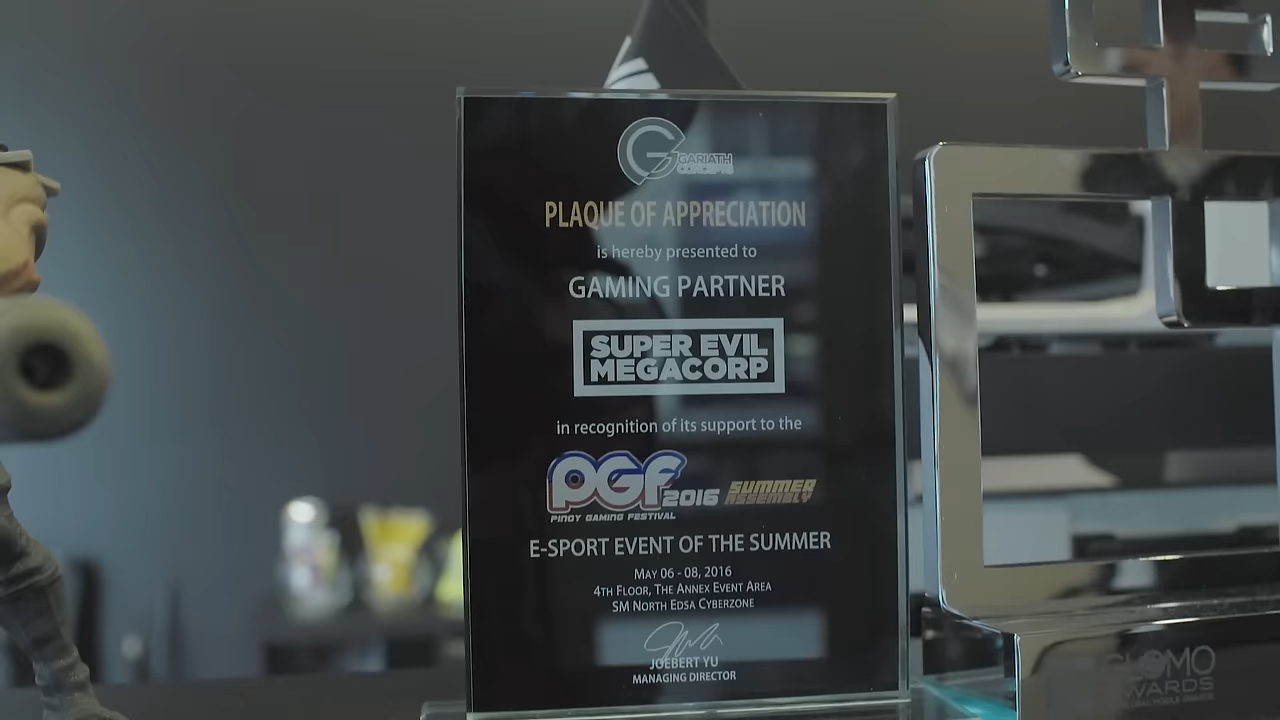 GARIATH
CONCEPTS
PLAQUE OF APPRECIATION
is hereby presented to
GAMING PARTNER
SUPER EVIL
MEGACORP
in recognition of its support to the
PGF 2016 SUMMER ASSEMBLY
PINOY GAMING FESTIVAL
E-SPORT EVENT OF THE SUMMER
MAY 06 - 08, 2016
4TH FLOOR, THE ANNEX EVENT AREA
SM NORTH EDSA CYBERZONE
JOEBERT YU
MANAGING DIRECTOR
GLOMO
AWARDS